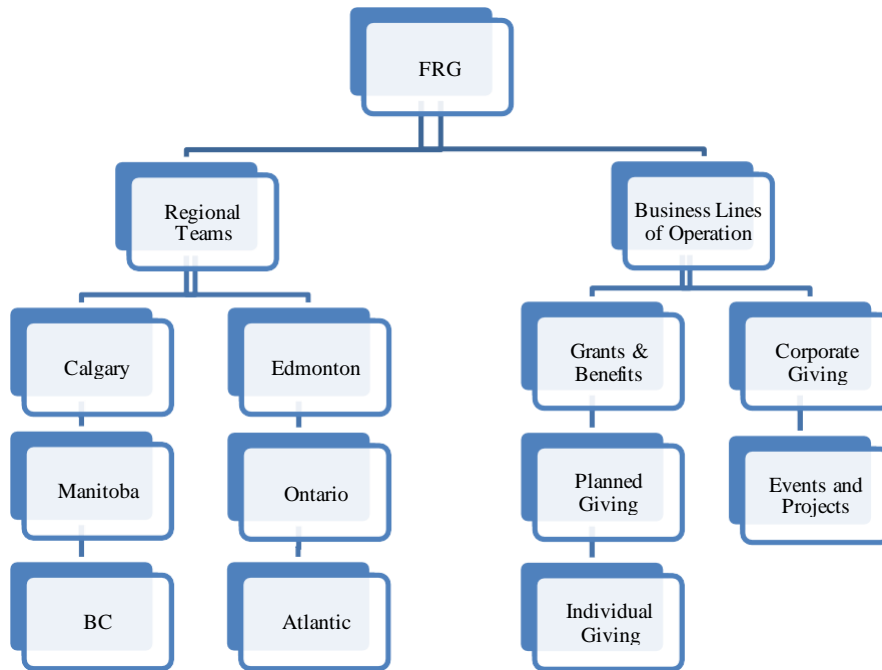 FRG
Regional
Teams
Business Lines
of Operation
Calgary
Edmonton
Grants &
Benefits
Corporate
Giving
Manitoba
Ontario
Planned
Giving
Events and
Projects
BC
Atlantic
Individual
Giving